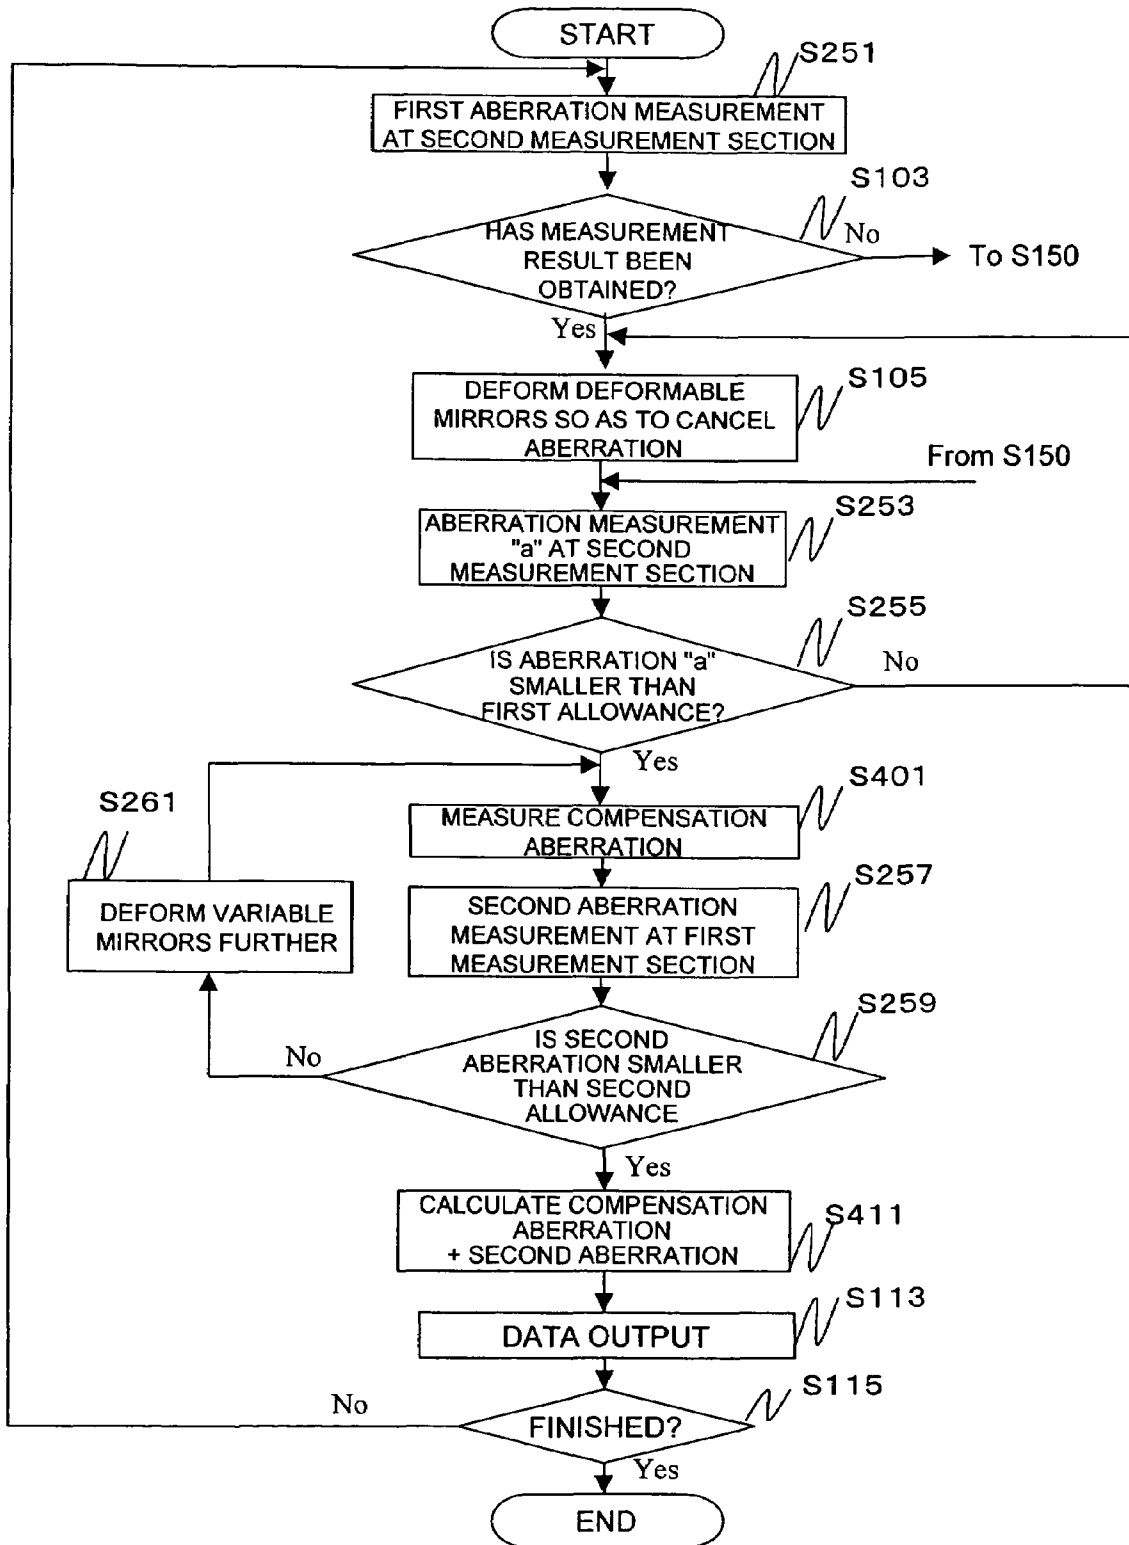 START
S251
FIRST ABERRATION MEASUREMENT
AT SECOND MEASUREMENT SECTION
S103
HAS MEASUREMENT
RESULT BEEN
OBTAINED?
No
To S150
Yes
S105
DEFORM DEFORMABLE
MIRRORS SO AS TO CANCEL
ABERRATION
From S150
S253
ABERRATION MEASUREMENT
"a" AT SECOND
MEASUREMENT SECTION
S255
IS ABERRATION "a"
SMALLER THAN
FIRST ALLOWANCE?
No
Yes
S401
MEASURE COMPENSATION
ABERRATION
S261
DEFORM VARIABLE
MIRRORS FURTHER
S257
SECOND ABERRATION
MEASUREMENT AT FIRST
MEASUREMENT SECTION
S259
IS SECOND
ABERRATION SMALLER
THAN SECOND
ALLOWANCE
No
Yes
S411
CALCULATE COMPENSATION
ABERRATION
+ SECOND ABERRATION
S113
DATA OUTPUT
S115
FINISHED?
No
Yes
END